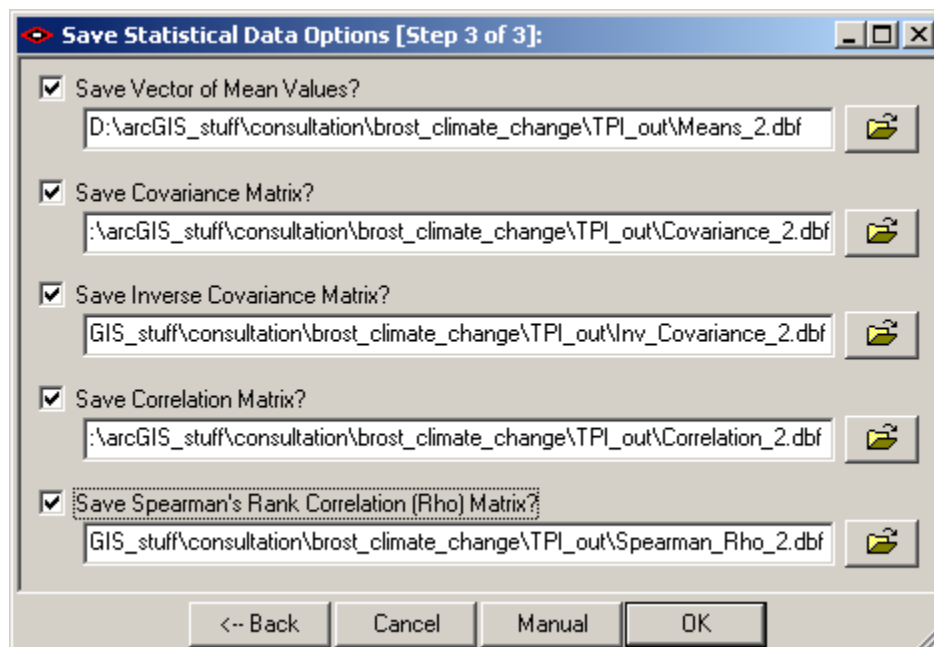 Save Statistical Data Options [Step 3 of 3]:
Save Vector of Mean Values?
D:\arcGIS_stuff\consultation\brost_climate_change\TPI_out\Means_2.dbf
Save Covariance Matrix?
:\arcGIS_stuff\consultation\brost_climate_change\TPI_out\Covariance_2.dbf
Save Inverse Covariance Matrix?
GIS_stuff\consultation\brost_climate_change\TPI_out\Inv_Covariance_2.dbf
Save Correlation Matrix?
:\arcGIS_stuff\consultation\brost_climate_change\TPI_out\Correlation_2.dbf
Save Spearman's Rank Correlation (Rho) Matrix?
GIS_stuff\consultation\brost_climate_change\TPI_out\Spearman_Rho_2.dbf
<-- Back Cancel Manual OK